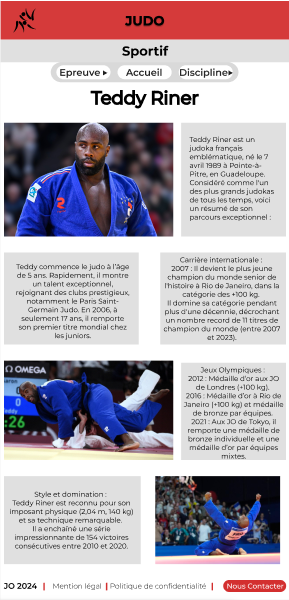 JUDO
Sportif
Epreuve ▸ Accueil Discipline▸
Teddy Riner
Teddy Riner est un
judoka français
emblématique, né le 7
avril 1989 à Pointe-à-
Pitre, en Guadeloupe.
Considéré comme l'un
des plus grands judokas
de tous les temps, voici
un résumé de son
parcours exceptionnel :
Teddy commence le judo à l'âge
de 5 ans. Rapidement, il montre
un talent exceptionnel,
rejoignant des clubs prestigieux,
notamment le Paris Saint-
Germain Judo. En 2006, à
seulement 17 ans, il remporte
son premier titre mondial chez
les juniors.
Carrière internationale :
2007 : Il devient le plus jeune
champion du monde senior de
l'histoire à Rio de Janeiro, dans la
catégorie des +100 kg.
Il domine sa catégorie pendant
plus d'une décennie, décrochant
un nombre record de 11 titres de
champion du monde (entre 2007
et 2023).
OMEGA
:26
Jeux Olympiques :
2012 : Médaille d'or aux JO
de Londres (+100 kg).
2016 : Médaille d'or à Rio de
Janeiro (+100 kg) et médaille
de bronze par équipes.
2021 : Aux JO de Tokyo, il
remporte une médaille de
bronze individuelle et une
médaille d'or par équipes
mixtes.
Style et domination :
Teddy Riner est reconnu pour son
imposant physique (2,04 m, 140 kg)
et sa technique remarquable.
Il a enchaîné une série
impressionnante de 154 victoires
consécutives entre 2010 et 2020.
JO 2024 | Mention légal | Politique de confidentialité | Nous Contacter